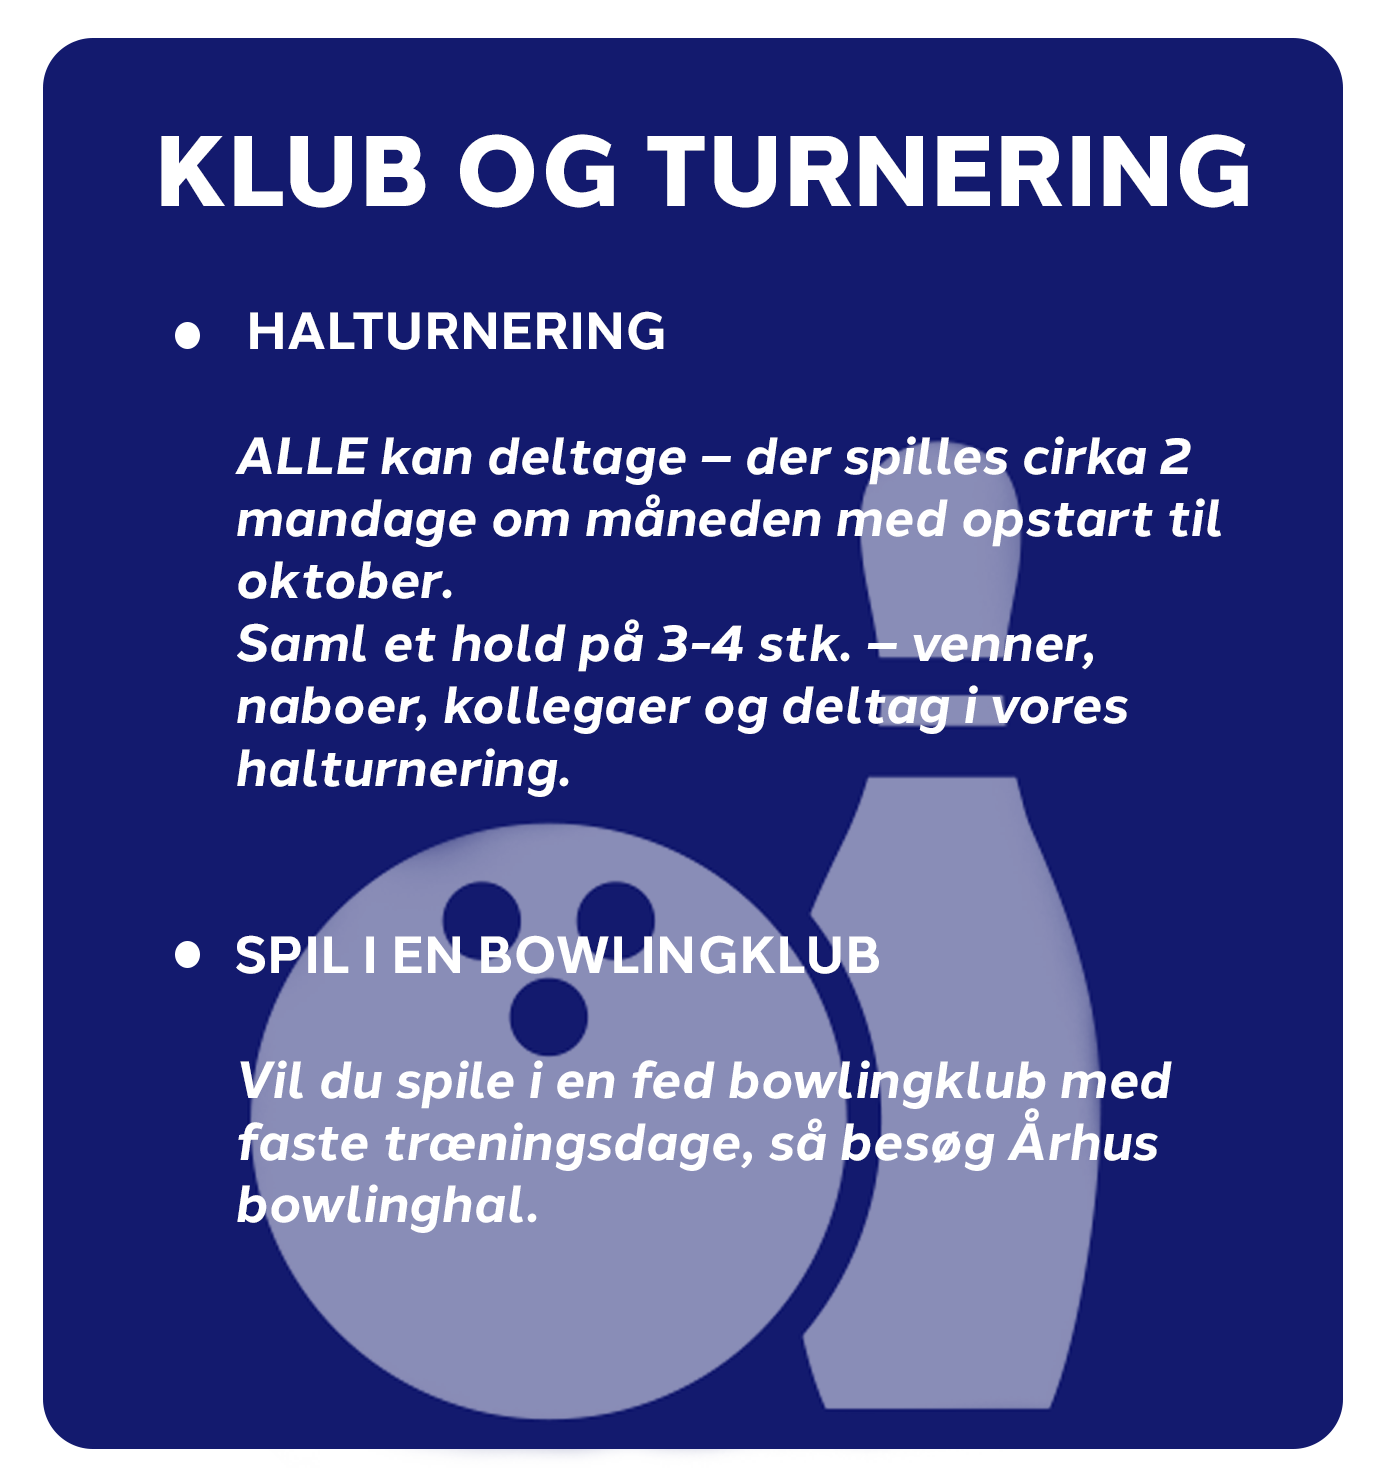 KLUB OG TURNERING
• HALTURNERING
ALLE kan deltage – der spilles cirka 2
mandage om måneden med opstart til
oktober.
Saml et hold på 3-4 stk. – venner,
naboer, kollegaer og deltag i vores
halturnering.
• SPIL I EN BOWLINGKLUB
Vil du spile i en fed bowlingklub med
faste træningsdage, så besøg Århus
bowlinghal.